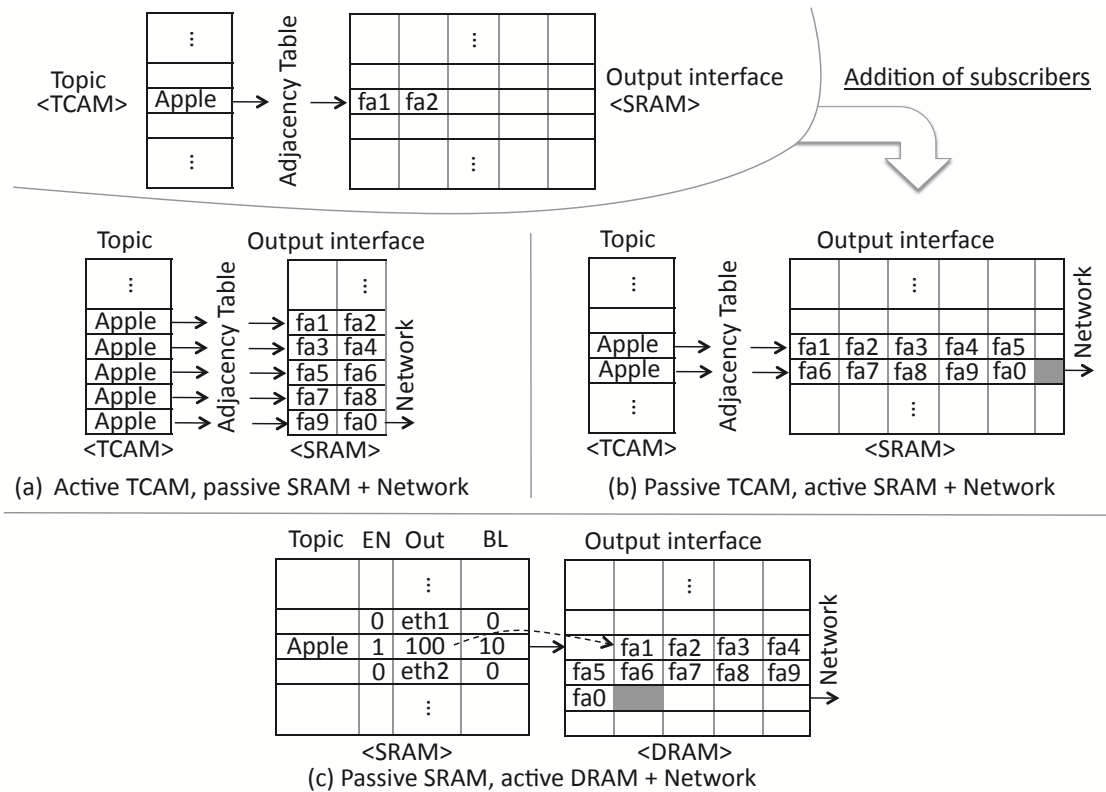 Topic
<TCAM>
⋮
Apple
⋮
Adjacency Table
⋮
fa1 fa2
⋮
Output interface
<SRAM>
Addition of subscribers
Topic
⋮
Apple
Apple
Apple
Apple
Apple
<TCAM>
Adjacency Table
Output interface
⋮
fa1 fa2
fa3 fa4
fa5 fa6
fa7 fa8
fa9 fa0
<SRAM>
Network
(a) Active TCAM, passive SRAM + Network
Topic
⋮
Apple
Apple
⋮
<TCAM>
Adjacency Table
Output interface
⋮
fa1 fa2 fa3 fa4 fa5
fa6 fa7 fa8 fa9 fa0
⋮
<SRAM>
Network
(b) Passive TCAM, active SRAM + Network
Topic EN Out BL
⋮
0 eth1 0
Apple 1 100 10
0 eth2 0
⋮
<SRAM>
Output interface
⋮
fa1 fa2 fa3 fa4
fa5 fa6 fa7 fa8 fa9
fa0
<DRAM>
Network
(c) Passive SRAM, active DRAM + Network